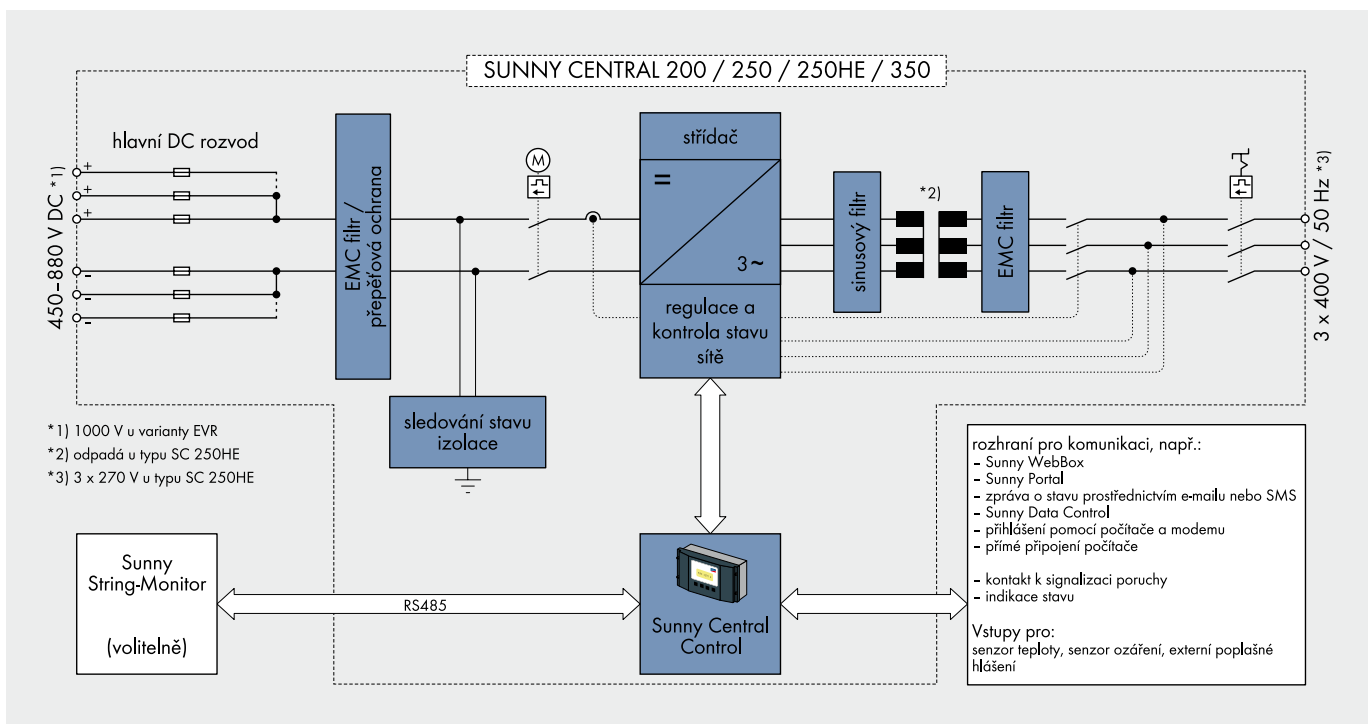 SUNNY CENTRAL 200 / 250 / 250HE / 350
hlavní DC rozvod
450–880 V DC *1)
+
+
+
-
-
-
EMC filtr /
přepěťová ochrana
M
střídač
=
3~
regulace a
kontrola stavu
sítě
sinusový filtr
*2)
EMC filtr
3 x 400 V / 50 Hz *3)
sledování stavu
izolace
*1) 1000 V u varianty EVR
*2) odpadá u typu SC 250HE
*3) 3 x 270 V u typu SC 250HE
Sunny
String-Monitor
(volitelně)
RS485
Sunny Central
Control
rozhraní pro komunikaci, např.:
– Sunny WebBox
– Sunny Portal
– zpráva o stavu prostřednictvím e-mailu nebo SMS
– Sunny Data Control
– přihlášení pomocí počítače a modemu
– přímé připojení počítače
– kontakt k signalizaci poruchy
– indikace stavu
Vstupy pro:
senzor teploty, senzor ozáření, externí poplašné
hlášení